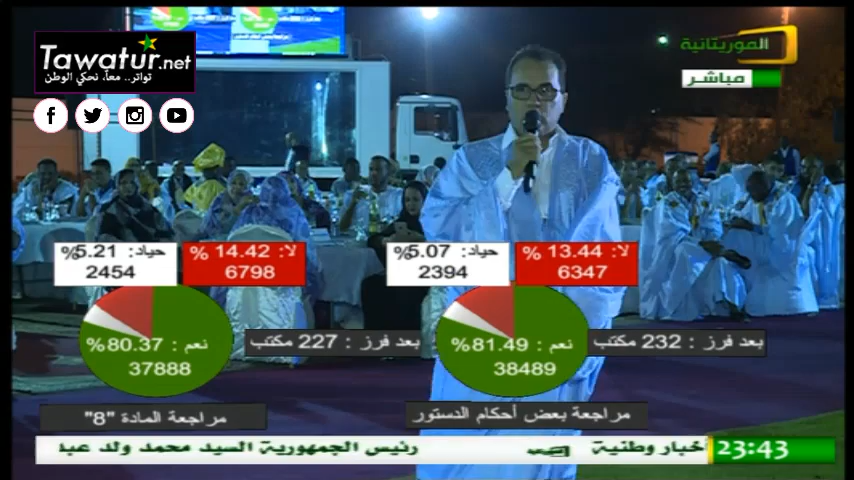 Tawatur.net
تواتر.. معاً، نحكي الوطن
الموريتانية
مباشر
حياد: 5.21%
2454
لا: 14.42 %
6798
حياد: 5.07%
2394
لا: 13.44 %
6347
نعم : 80.37%
37888
بعد فرز : 227 مكتب
نعم : 81.49%
38489
بعد فرز : 232 مكتب
مراجعة المادة "8"
مراجعة بعض أحكام الدستور
أخبار وطنية
رئيس الجمهورية السيد محمد ولد عبد
23:43